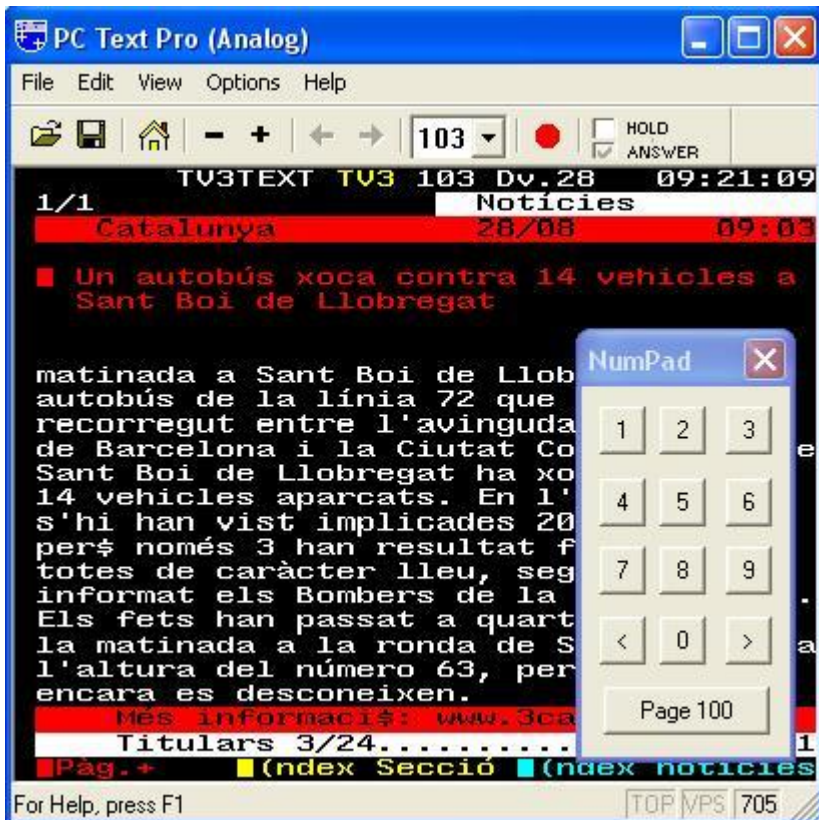 PC Text Pro (Analog)
File Edit View Options Help
103 HOLD
ANSWER
TV3TEXT TV3 103 Dv.28 09:21:09
1/1 Notícies
Catalunya 28/08 09:03
Un autobús xoca contra 14 vehicles a
Sant Boi de Llobregat
matinada a Sant Boi de Llob
autobús de la línia 72 que
recorregut entre l'avinguda
de Barcelona i la Ciutat Co e
Sant Boi de Llobregat ha xo
14 vehicles aparcats. En l'
s'hi han vist implicades 20
per$ només 3 han resultat f
totes de caràcter lleu, seg
informat els Bombers de la .
Els fets han passat a quart
la matinada a la ronda de S a
l'altura del número 63, per
encara es desconeixen.
Més informaci$: www.3ca
Titulars 3/24.......... 1
Pàg.+ (ndex Secció (ndex notícies
NumPad
1 2 3
4 5 6
7 8 9
< 0 >
Page 100
For Help, press F1 TOP VPS 705